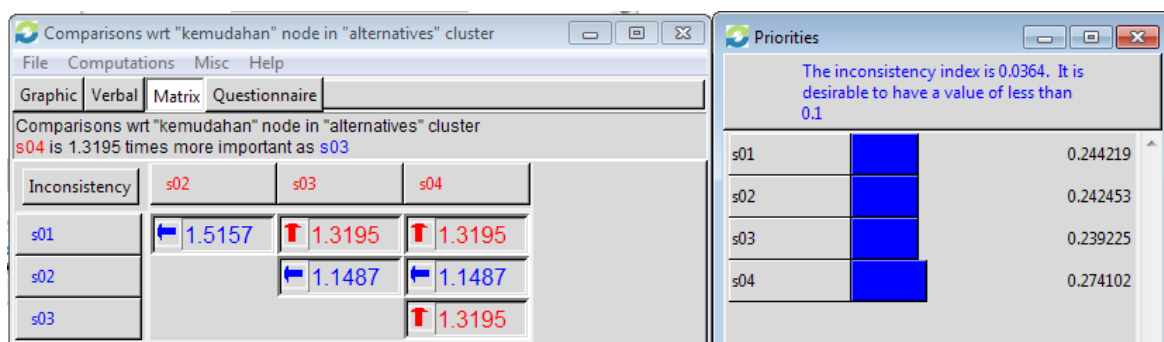 Comparisons wrt "kemudahan" node in "alternatives" cluster
File Computations Misc Help
Graphic Verbal Matrix Questionnaire
Comparisons wrt "kemudahan" node in "alternatives" cluster
s04 is 1.3195 times more important as s03
Inconsistency s02 s03 s04
s01 1.5157 1.3195 1.3195
s02 1.1487 1.1487
s03 1.3195
Priorities
The inconsistency index is 0.0364. It is
desirable to have a value of less than
0.1
s01 0.244219
s02 0.242453
s03 0.239225
s04 0.274102